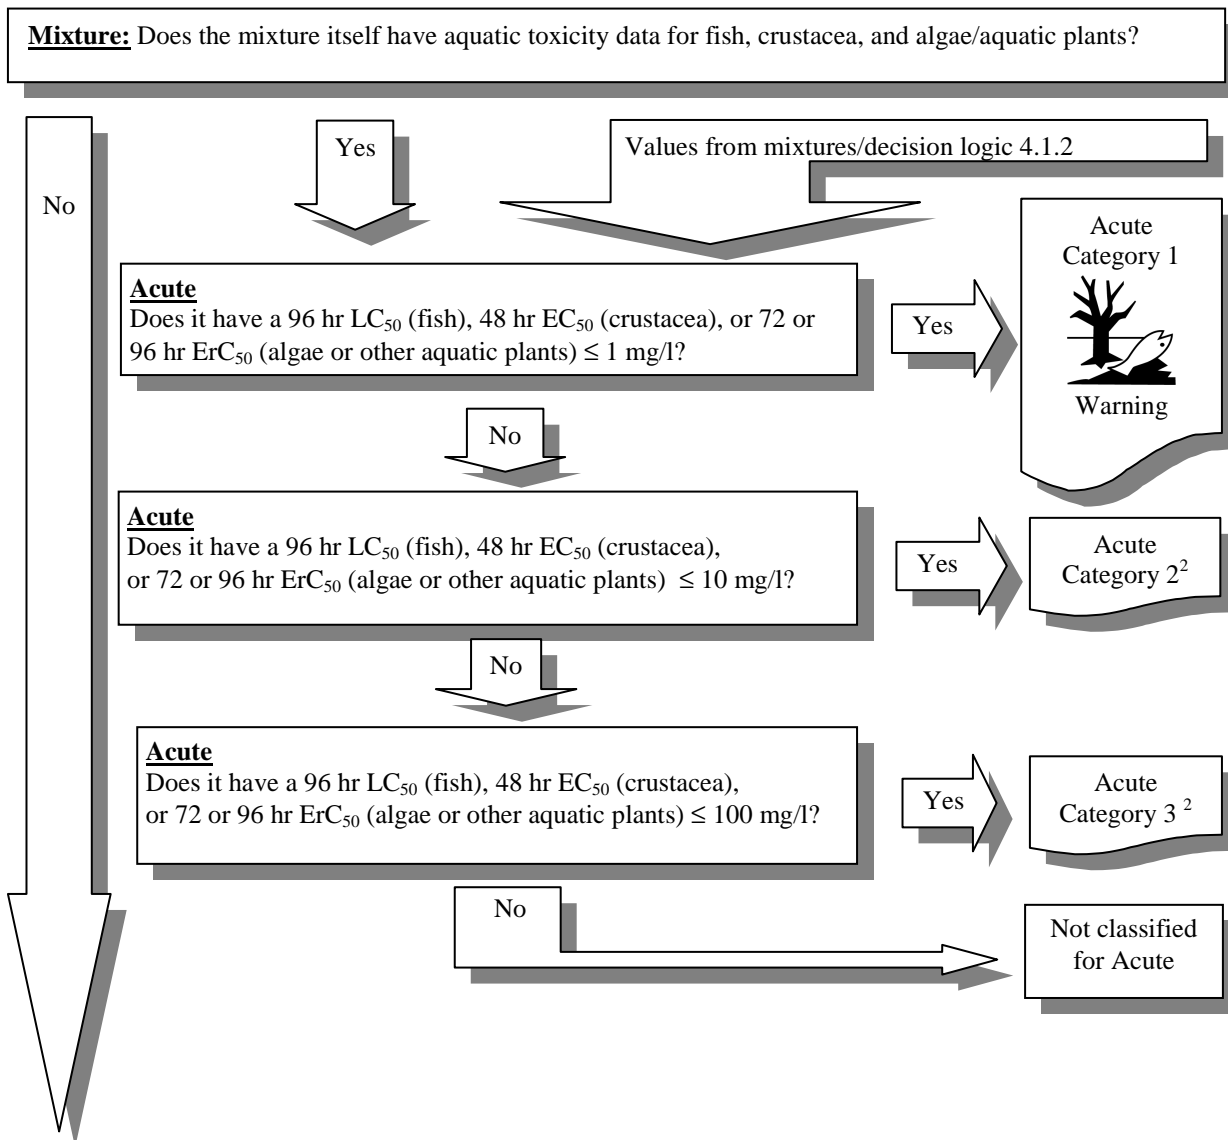 Mixture: Does the mixture itself have aquatic toxicity data for fish, crustacea, and algae/aquatic plants?
No
Yes
Values from mixtures/decision logic 4.1.2
Acute
Does it have a 96 hr LC₅₀ (fish), 48 hr EC₅₀ (crustacea), or 72 or
96 hr ErC₅₀ (algae or other aquatic plants) ≤ 1 mg/l?
Yes
Acute
Category 1
Warning
No
Acute
Does it have a 96 hr LC₅₀ (fish), 48 hr EC₅₀ (crustacea),
or 72 or 96 hr ErC₅₀ (algae or other aquatic plants) ≤ 10 mg/l?
Yes
Acute
Category 2²
No
Acute
Does it have a 96 hr LC₅₀ (fish), 48 hr EC₅₀ (crustacea),
or 72 or 96 hr ErC₅₀ (algae or other aquatic plants) ≤ 100 mg/l?
Yes
Acute
Category 3 ²
No
Not classified
for Acute